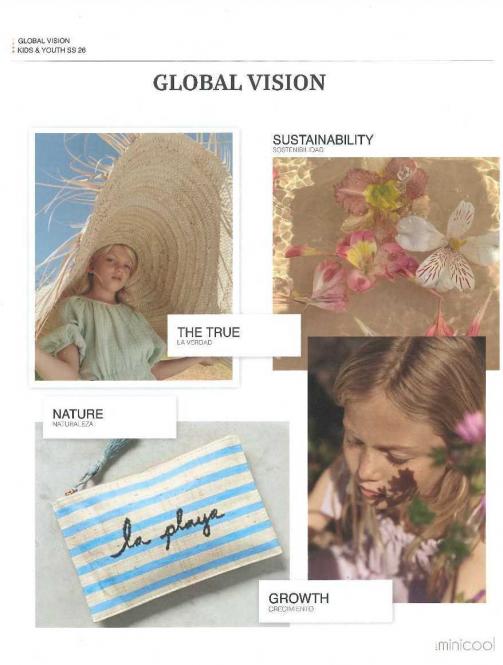 GLOBAL VISION
KIDS & YOUTH SS 26
GLOBAL VISION
SUSTAINABILITY
SOSTENIBILIDAD
THE TRUE
LA VERDAD
NATURE
NATURALEZA
la playa
GROWTH
CRECIMIENTO
minicool